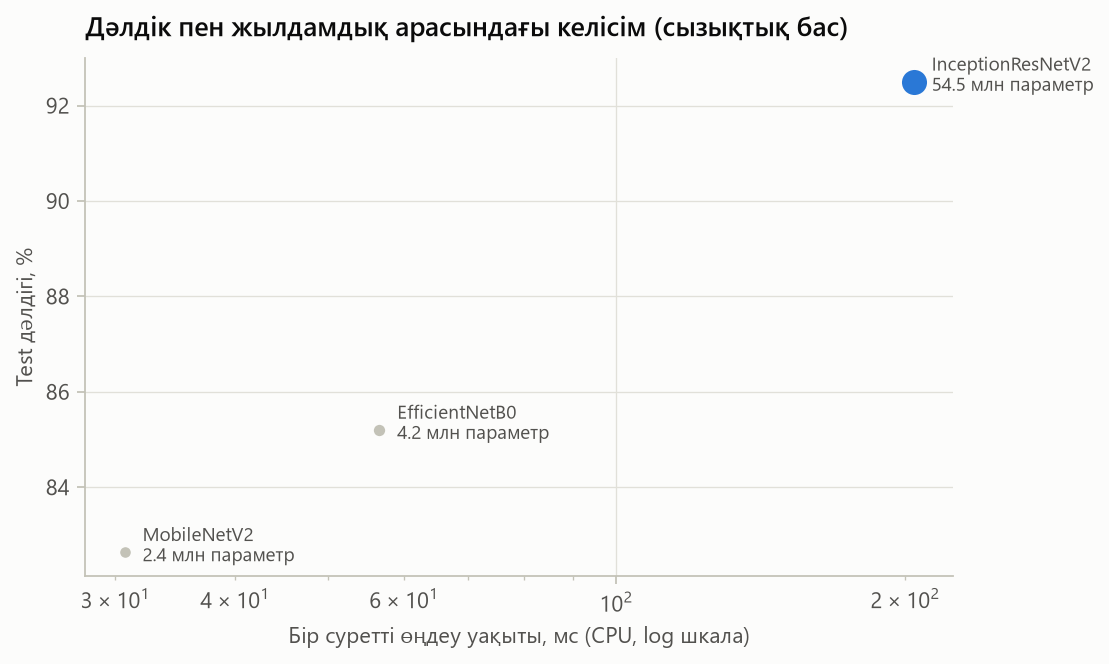 Дәлдік пен жылдамдық арасындағы келісім (сызықтық бас)
InceptionResNetV2
54.5 млн параметр
92
90
88
86
84
Test дәлдігі, %
EfficientNetB0
4.2 млн параметр
MobileNetV2
2.4 млн параметр
3 × 10¹
4 × 10¹
6 × 10¹
10²
2 × 10²
Бір суретті өңдеу уақыты, мс (CPU, log шкала)